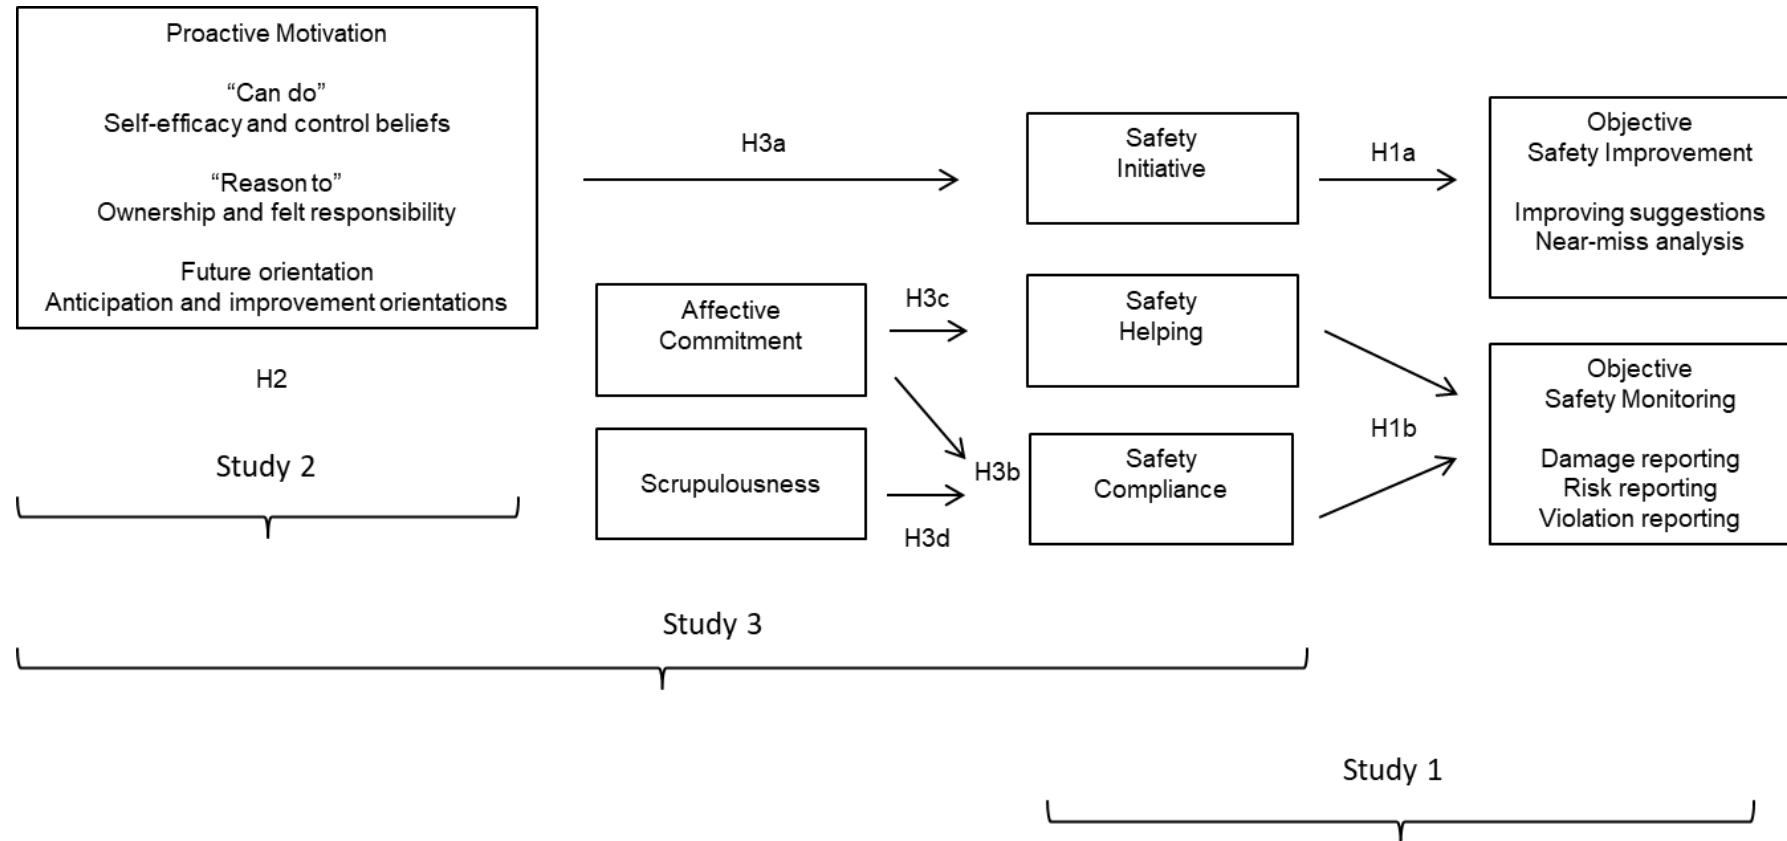 Proactive Motivation
“Can do”
Self-efficacy and control beliefs
“Reason to”
Ownership and felt responsibility
Future orientation
Anticipation and improvement orientations
H2
Study 2
H3a
Affective
Commitment
Scrupulousness
H3c
H3b
H3d
Safety
Initiative
Safety
Helping
Safety
Compliance
H1a
H1b
Objective
Safety Improvement
Improving suggestions
Near-miss analysis
Objective
Safety Monitoring
Damage reporting
Risk reporting
Violation reporting
Study 3
Study 1